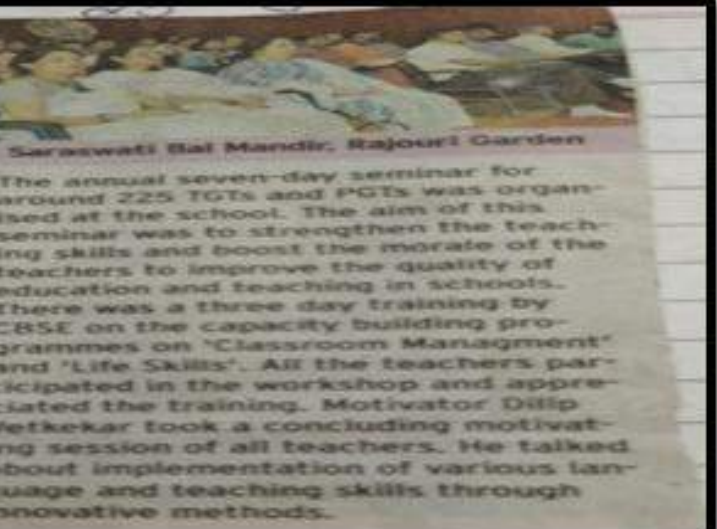 Saraswati Bal Mandir, Rajouri Garden
The annual seven-day seminar for
around 225 TGTs and PGTs was organ-
ised at the school. The aim of this
seminar was to strengthen the teach-
ing skills and boost the morale of the
teachers to improve the quality of
education and teaching in schools.
There was a three day training by
CBSE on the capacity building pro-
grammes on 'Classroom Managment'
and 'Life Skills'. All the teachers par-
ticipated in the workshop and appre-
ciated the training. Motivator Dilip
etkekar took a concluding motivat-
ng session of all teachers. He talked
bout implementation of various lan-
uage and teaching skills through
nnovative methods.